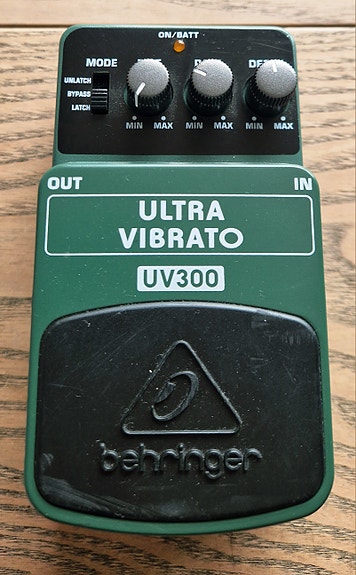 ON/BATT
MODE
UNLATCH
BYPASS
LATCH
MIN MAX MIN MAX MIN MAX
OUT IN
ULTRA
VIBRATO
UV300
behringer